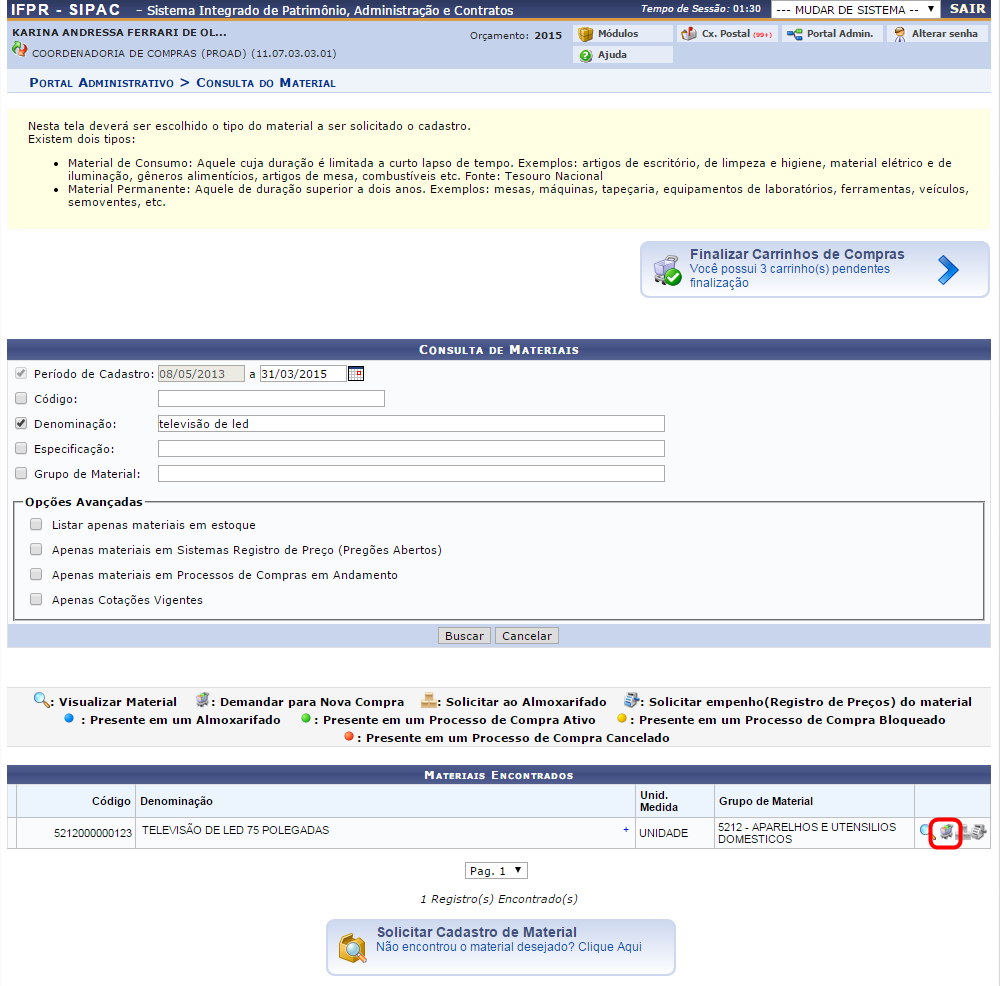 IFPR - SIPAC - Sistema Integrado de Patrimônio, Administração e Contratos
Tempo de Sessão: 01:30
--- MUDAR DE SISTEMA --
SAIR
KARINA ANDRESSA FERRARI DE OL...
COORDENADORIA DE COMPRAS (PROAD) (11.07.03.03.01)
Orçamento: 2015
Módulos
Cx. Postal (99+)
Portal Admin.
Alterar senha
Ajuda
PORTAL ADMINISTRATIVO > CONSULTA DO MATERIAL
Nesta tela deverá ser escolhido o tipo do material a ser solicitado o cadastro.
Existem dois tipos:
• Material de Consumo: Aquele cuja duração é limitada a curto lapso de tempo. Exemplos: artigos de escritório, de limpeza e higiene, material elétrico e de
iluminação, gêneros alimentícios, artigos de mesa, combustíveis etc. Fonte: Tesouro Nacional
• Material Permanente: Aquele de duração superior a dois anos. Exemplos: mesas, máquinas, tapeçaria, equipamentos de laboratórios, ferramentas, veículos,
semoventes, etc.
Finalizar Carrinhos de Compras
Você possui 3 carrinho(s) pendentes
finalização
CONSULTA DE MATERIAIS
Período de Cadastro: 08/05/2013 a 31/03/2015
Código:
Denominação: televisão de led
Especificação:
Grupo de Material:
Opções Avançadas
Listar apenas materiais em estoque
Apenas materiais em Sistemas Registro de Preço (Pregões Abertos)
Apenas materiais em Processos de Compras em Andamento
Apenas Cotações Vigentes
Buscar Cancelar
: Visualizar Material : Demandar para Nova Compra : Solicitar ao Almoxarifado : Solicitar empenho(Registro de Preços) do material
: Presente em um Almoxarifado : Presente em um Processo de Compra Ativo : Presente em um Processo de Compra Bloqueado
: Presente em um Processo de Compra Cancelado
MATERIAIS ENCONTRADOS
Código Denominação Unid. Medida Grupo de Material
5212000000123 TELEVISÃO DE LED 75 POLEGADAS + UNIDADE 5212 - APARELHOS E UTENSILIOS DOMESTICOS
Pag. 1
1 Registro(s) Encontrado(s)
Solicitar Cadastro de Material
Não encontrou o material desejado? Clique Aqui